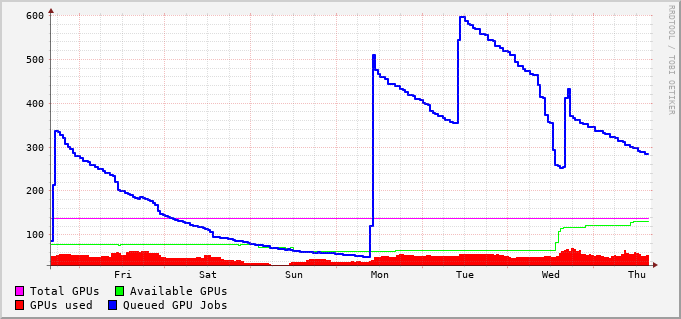 600
500
400
300
200
100
Fri Sat Sun Mon Tue Wed Thu
Total GPUs Available GPUs
GPUs used Queued GPU Jobs
RRDTOOL / TOBI OETIKER